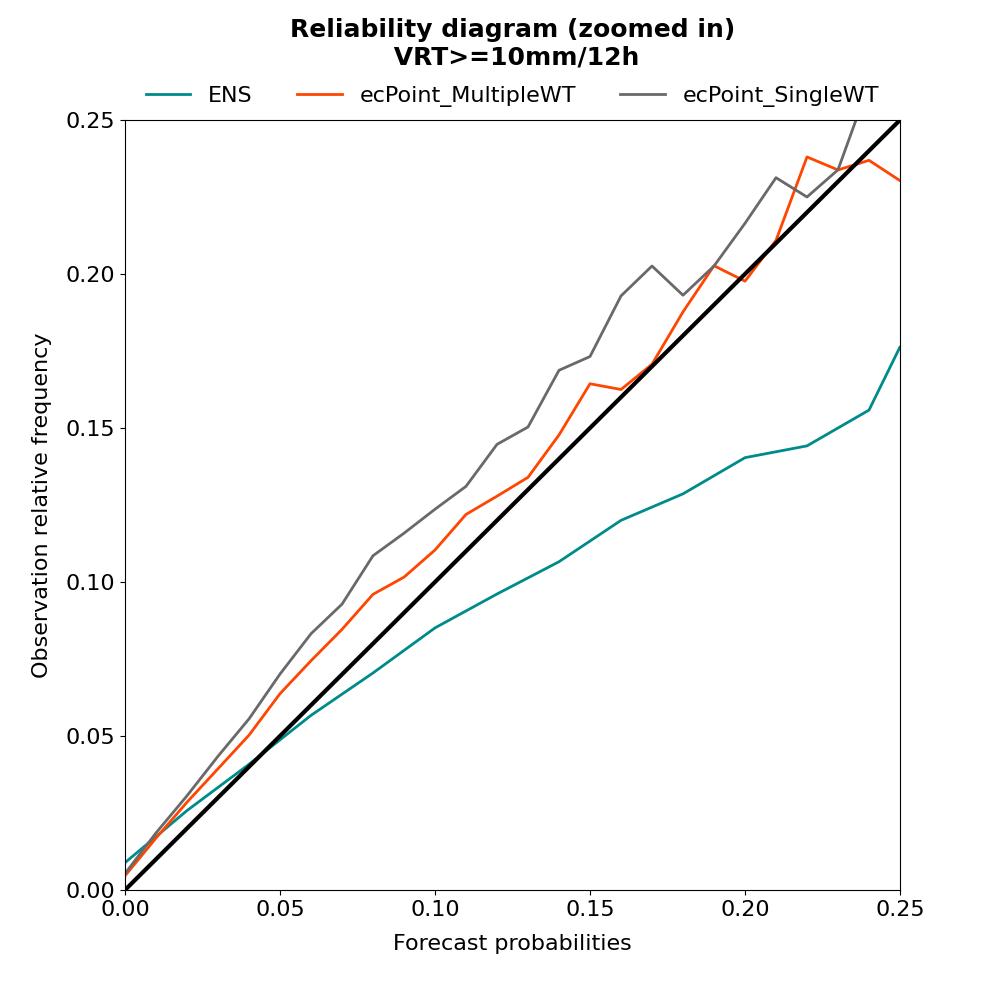 Reliability diagram (zoomed in)
VRT>=10mm/12h
ENS ecPoint_MultipleWT ecPoint_SingleWT
0.25
0.20
0.15
0.10
0.05
0.00
Observation relative frequency
0.00 0.05 0.10 0.15 0.20 0.25
Forecast probabilities